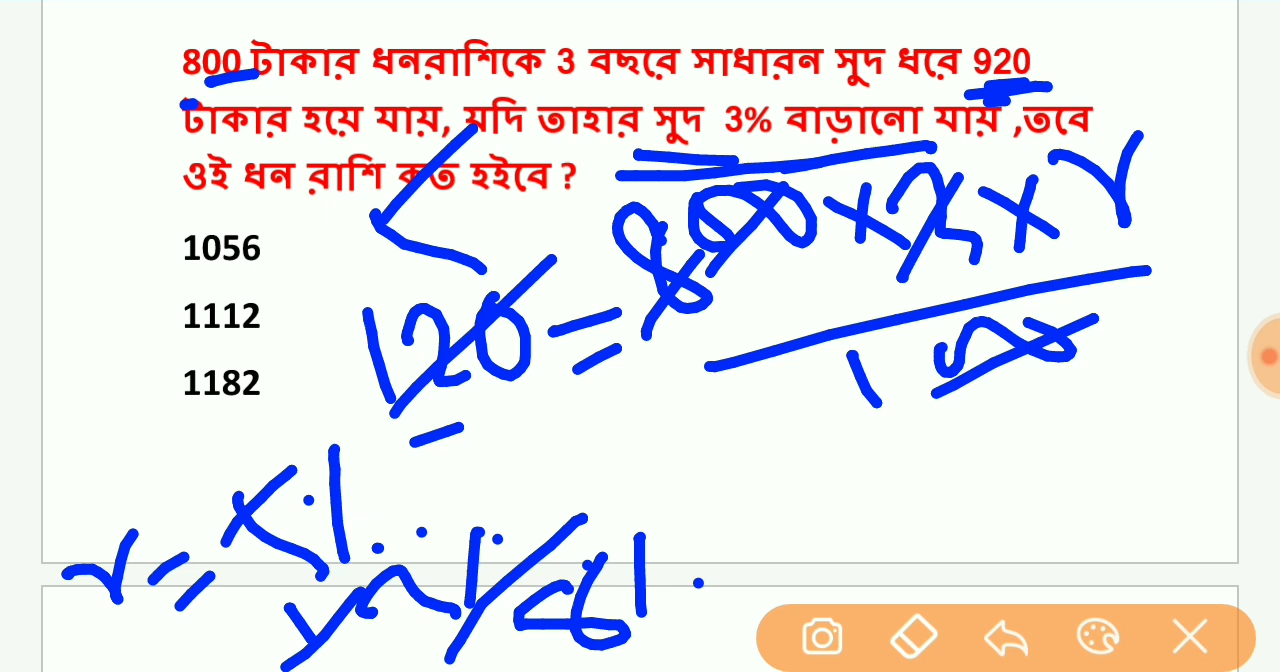 800 টাকার ধনরাশিকে 3 বছরে সাধারন সুদ ধরে 920
টাকার হয়ে যায়, যদি তাহার সুদ 3% বাড়ানো যায় ,তবে
ওই ধন রাশি কত হইবে ?
1056
1112
1182
120 = 800 x 3 x r
100
r =